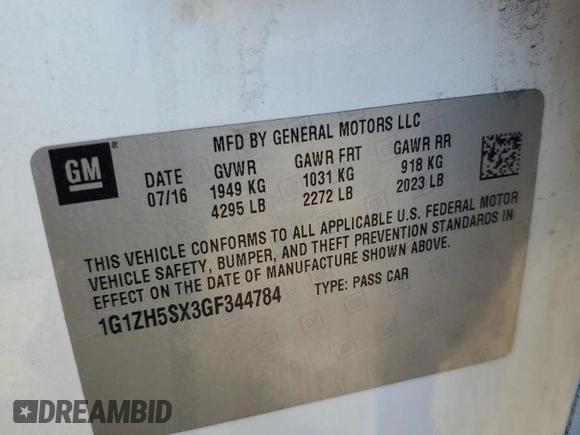 GM
MFD BY GENERAL MOTORS LLC
DATE GVWR GAWR FRT GAWR RR
07/16 1949 KG 1031 KG 918 KG
4295 LB 2272 LB 2023 LB
THIS VEHICLE CONFORMS TO ALL APPLICABLE U.S. FEDERAL MOTOR
VEHICLE SAFETY, BUMPER, AND THEFT PREVENTION STANDARDS IN
EFFECT ON THE DATE OF MANUFACTURE SHOWN ABOVE.
1G1ZH5SX3GF344784 TYPE: PASS CAR
DREAMBID